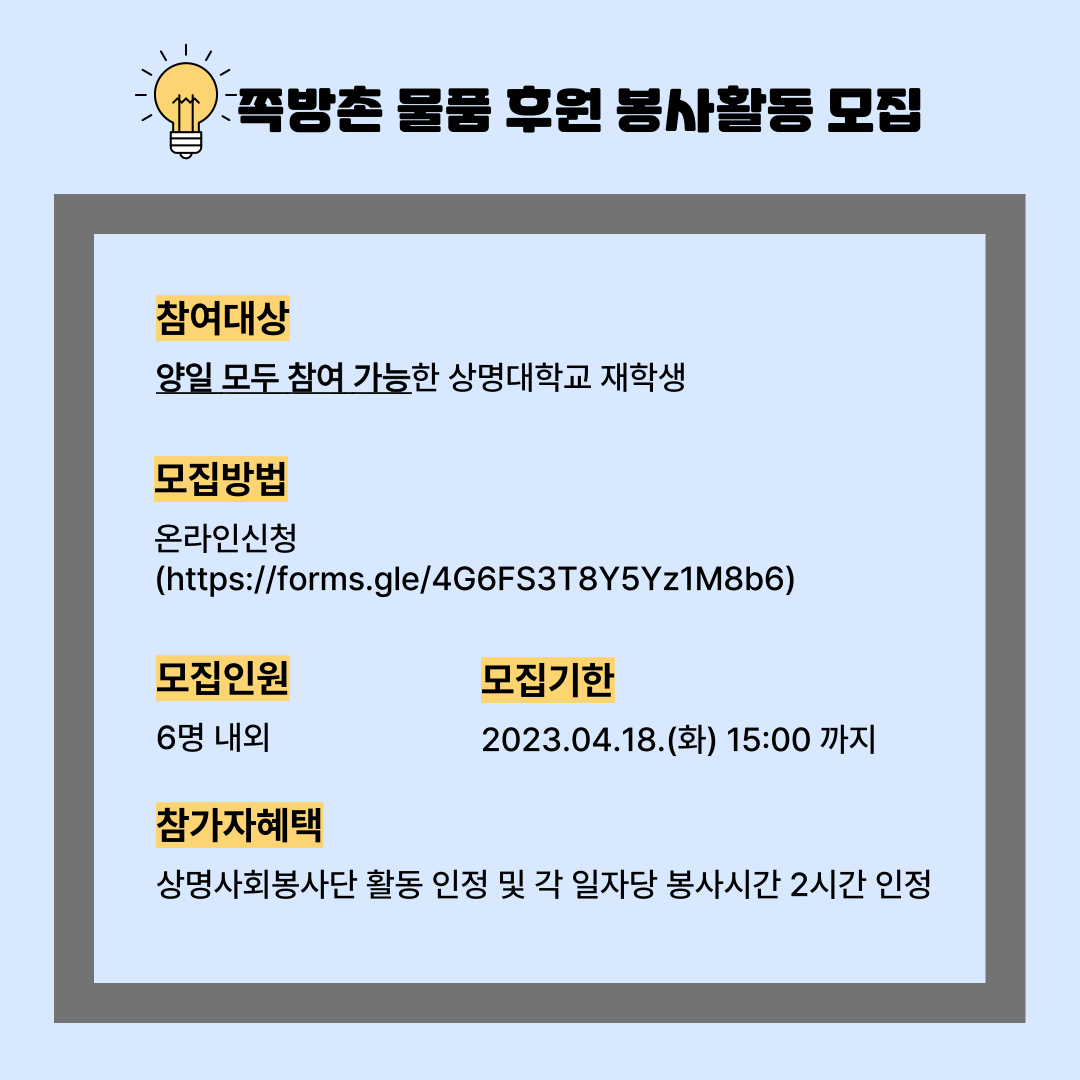 쪽방촌 물품 후원 봉사활동 모집
참여대상
양일 모두 참여 가능한 상명대학교 재학생
모집방법
온라인신청
(https://forms.gle/4G6FS3T8Y5Yz1M8b6)
모집인원
6명 내외
모집기한
2023.04.18.(화) 15:00 까지
참가자혜택
상명사회봉사단 활동 인정 및 각 일자당 봉사시간 2시간 인정